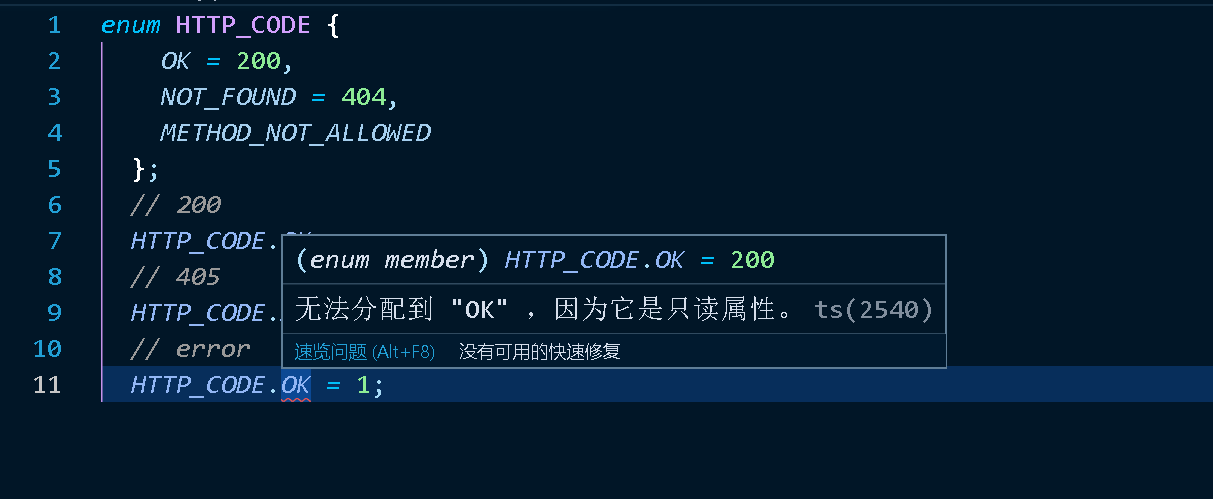 1 enum HTTP_CODE {
2 OK = 200,
3 NOT_FOUND = 404,
4 METHOD_NOT_ALLOWED
5 };
6 // 200
7 HTTP_CODE.
(enum member) HTTP_CODE.OK = 200
8 // 405
无法分配到 "OK" ，因为它是只读属性。 ts(2540)
9 HTTP_CODE.
10 // error
速览问题 (Alt+F8) 没有可用的快速修复
11 HTTP_CODE.OK = 1;